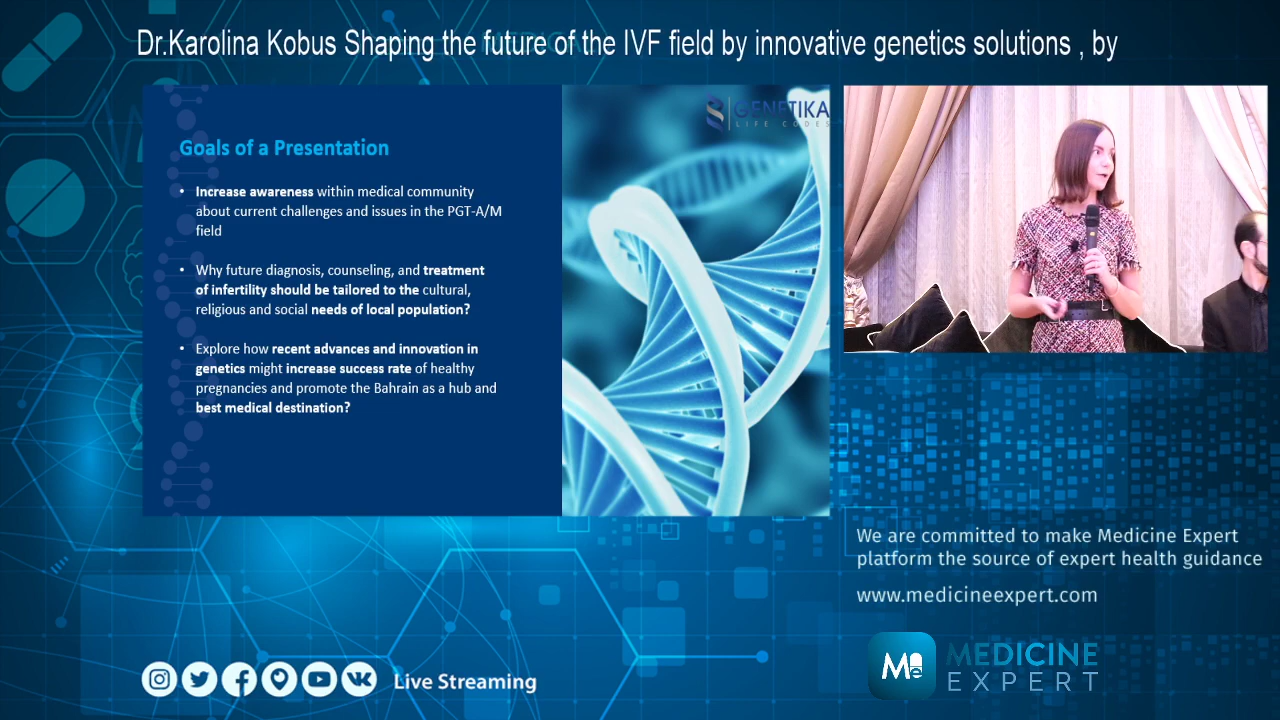 Dr.Karolina Kobus Shaping the future of the IVF field by innovative genetics solutions , by
GENETIKA
LIFE CODES
Goals of a Presentation
• Increase awareness within medical community
about current challenges and issues in the PGT-A/M
field
• Why future diagnosis, counseling, and treatment
of infertility should be tailored to the cultural,
religious and social needs of local population?
• Explore how recent advances and innovation in
genetics might increase success rate of healthy
pregnancies and promote the Bahrain as a hub and
best medical destination?
We are committed to make Medicine Expert
platform the source of expert health guidance
www.medicineexpert.com
Live Streaming
Me
MEDICINE
EXPERT